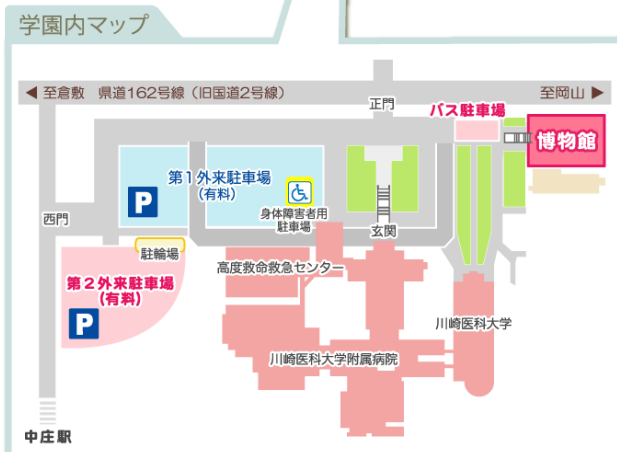 学園内マップ
◀ 至倉敷 県道162号線（旧国道2号線）
至岡山 ▶
正門
バス駐車場
博物館
第1外来駐車場
(有料)
P
身体障害者用
駐車場
西門
玄関
駐輪場
高度救命救急センター
第2外来駐車場
(有料)
P
川崎医科大学
川崎医科大学附属病院
中庄駅